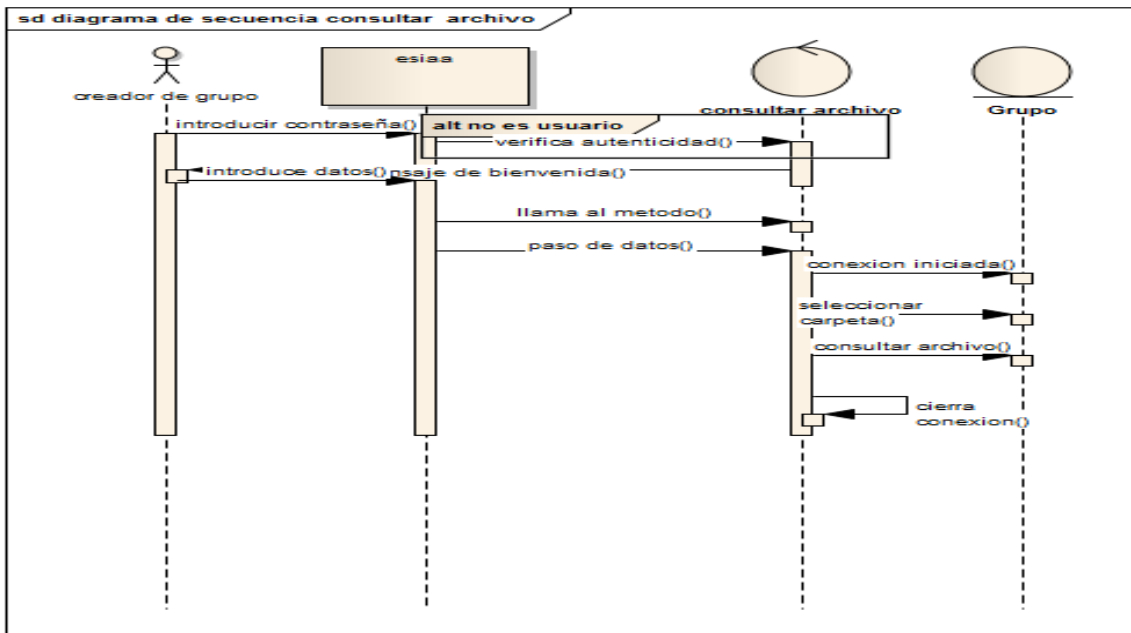 sd diagrama de secuencia consultar archivo
esiaa
creador de grupo
consultar archivo
Grupo
introducir contraseña()
alt no es usuario
verifica autenticidad()
introduce datos()
nsaje de bienvenida()
llama al metodo()
paso de datos()
conexion iniciada()
seleccionar
carpeta()
consultar archivo()
cierra
conexion()